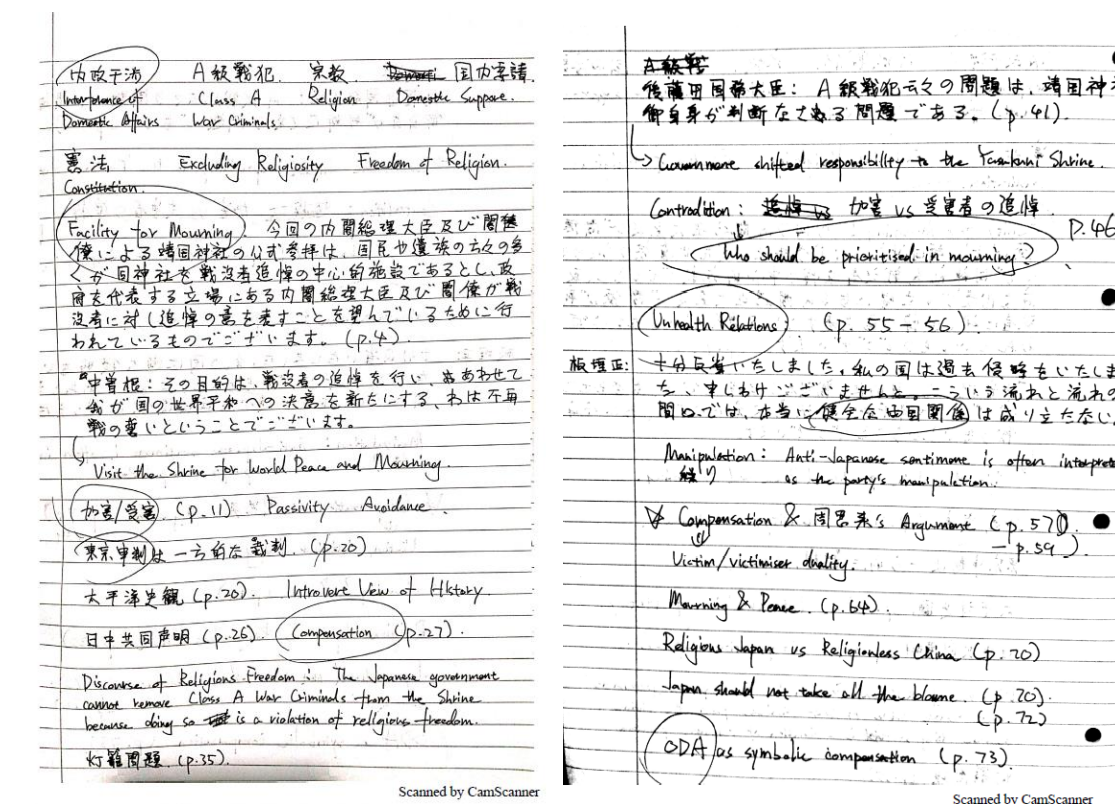 内政干渉 A級戦犯. 宗教 国内要請.
Interference of Class A Religion Domestic Suppore.
Domestic Affairs War Criminals.
憲法 Excluding Religiosity Freedom of Religion.
Constitution.
Facility for Mourning 今回の内閣総理大臣及び閣
僚による靖国神社の公式参拝は、国民や遺族の云々の多
くが同神社を戦没者追悼の中心的施設であるとし、政
府を代表する立場にある内閣総理大臣及び閣僚が戦
没者に対し追悼の意を表すことを望んでいるために行
われているものでございます。(p.4).
中曽根: その目的は、戦没者の追悼を行い、あわせて
我が国の世界平和への決意を新たにする、わは不再
戦の誓いということでございます。
Visit the Shrine for World Peace and Mourning.
加害/受害 (p.11) Passivity Avoidance.
東京審判は一方的な裁判 (p.20)
太平洋史観 (p.20). Introvert View of History.
日中共同声明 (p.26). Compensation (p.27).
Discourse of Religions Freedom: The Japanese government
cannot remove Class A War Criminals from the Shrine
because doing so is a violation of religious freedom.
灯籠問題 (p.35).
Scanned by CamScanner
A級戦
後藤田国務大臣: A級戦犯云々の問題は、靖国神社
御自身が判断なさる問題である。(p.41).
Government shifted responsibility to the Yasukuni Shrine.
Contradition: 追悼 vs 加害 vs 受害者の追悼
P.46
Who should be prioritised in mourning?
Unhealth Relations (p. 55-56).
板垣正: 十分反省いたしました。私の国は過去侵略をいたしま
た、申しわけございませんと。こういう流れと流れの
間口では、本当に健全な中国関係は成り立たない
Manipulation: Anti-Japanese sentimene is often interprete
as the party's manipulation.
Compensation & 周恩来's Argument (p.57
– p.59).
Victim/victimiser duality.
Mourning & Peace. (p.64).
Religious Japan vs Religionless China (p.70)
Japan should not take all the blame. (p.70).
(p.72)
ODA as symbolic compensation (p.73).
Scanned by CamScanner